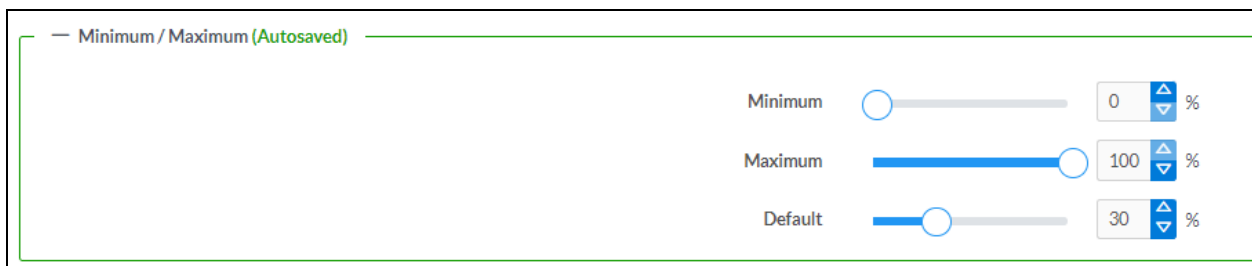 Minimum / Maximum (Autosaved)
Minimum 0 %
Maximum 100 %
Default 30 %